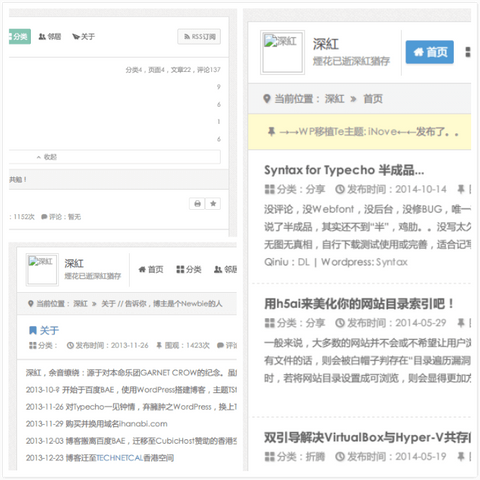 分类 邻居 关于 RSS订阅
分类4，页面4，文章22，评论137
9
6
1
6
收起
共勉！
：1152次 评论：暂无
深紅
煙花已逝深紅猶存
首页 分类 邻居
当前位置： 深紅 » 关于 // 告诉你，博主是个Newbie的人
关于
分类： 发布时间：2013-11-26 围观：1423次 评论
深紅，余音缭绕：源于对本命乐团GARNET CROW的纪念。虽
2013-10-? 开始于百度BAE，使用WordPress搭建博客，主题TSt
2013-11-26 对Typecho一见钟情，弃臃肿之WordPress，换上T
2013-11-29 购买并换用域名ihanabi.com
2013-12-03 博客撤离百度BAE，迁移至CubicHost赞助的香港空
2013-12-23 博客迁至TECHNETCAL香港空间
深紅
煙花已逝深紅猶存
首页
当前位置： 深紅 » 首页
→→WP移植Te主题: iNove←←发布了。。
Syntax for Typecho 半成品...
分类：分享 发布时间：2014-10-14
没评论，没Webfont，没后台，没修BUG，唯一
说了半成品，其实还不到“半”，鸡肋。。没写太久
无图无真相，自行下载测试使用或完善，适合记写
Qiniu：DL | Wordpress: Syntax
用h5ai来美化你的网站目录索引吧！
分类：分享 发布时间：2014-05-29
一般来说，大多数的网站并不会或不希望让用户浏
有文件的话，则会被白帽子判存在“目录遍历漏洞
时，若将网站目录设置成可浏览，则会显得更加方
双引导解决VirtualBox与Hyper-V共存的
分类：折腾 发布时间：2014-05-19